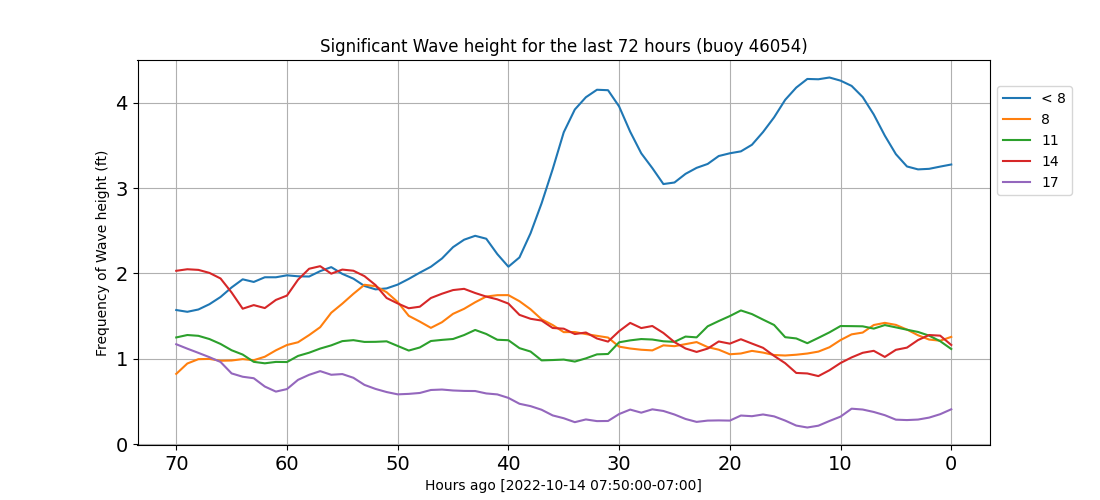 Significant Wave height for the last 72 hours (buoy 46054)
Frequency of Wave height (ft)
4
3
2
1
0
70 60 50 40 30 20 10 0
Hours ago [2022-10-14 07:50:00-07:00]
< 8
8
11
14
17